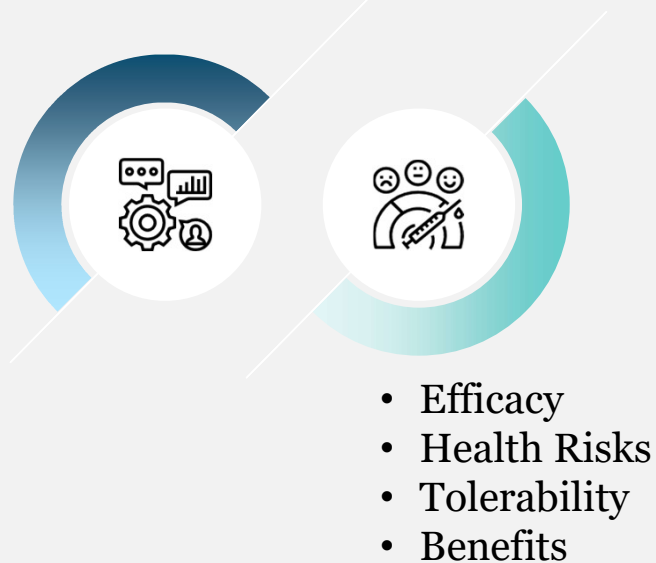 • Efficacy
• Health Risks
• Tolerability
• Benefits